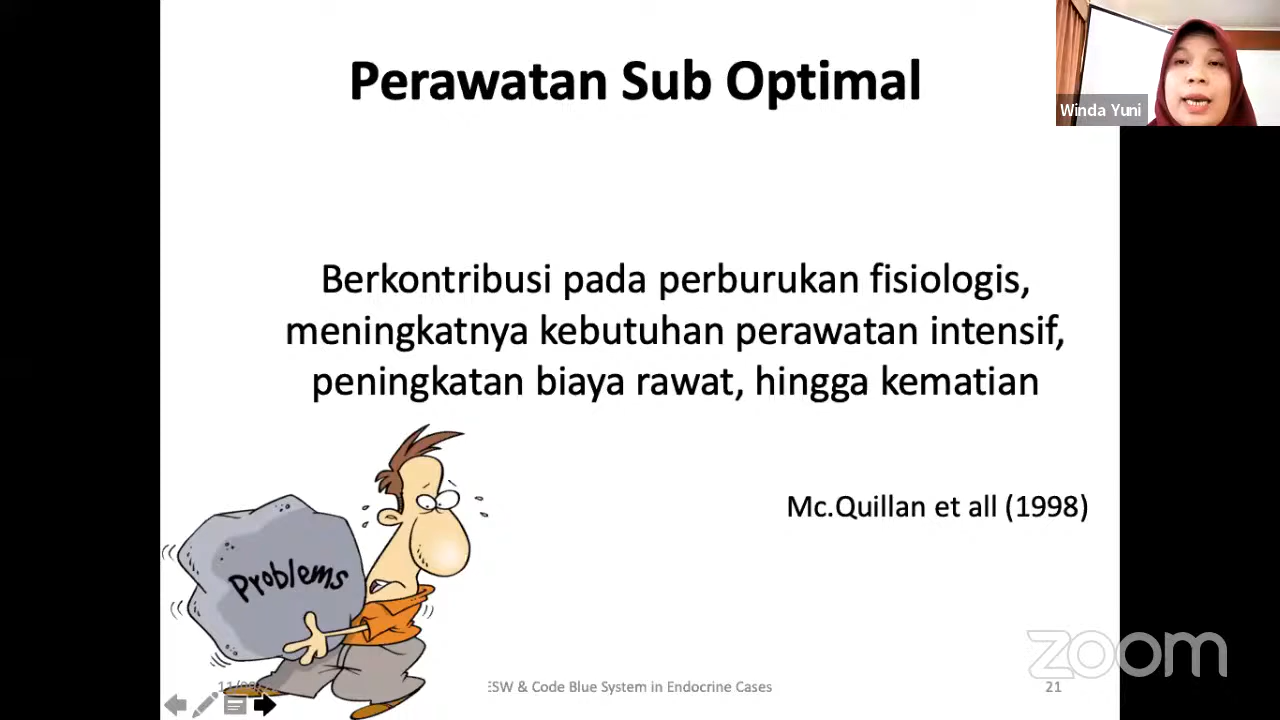 Perawatan Sub Optimal
Winda Yuni
Berkontribusi pada perburukan fisiologis,
meningkatnya kebutuhan perawatan intensif,
peningkatan biaya rawat, hingga kematian
Mc.Quillan et all (1998)
Problems
zoom
ESW & Code Blue System in Endocrine Cases
21